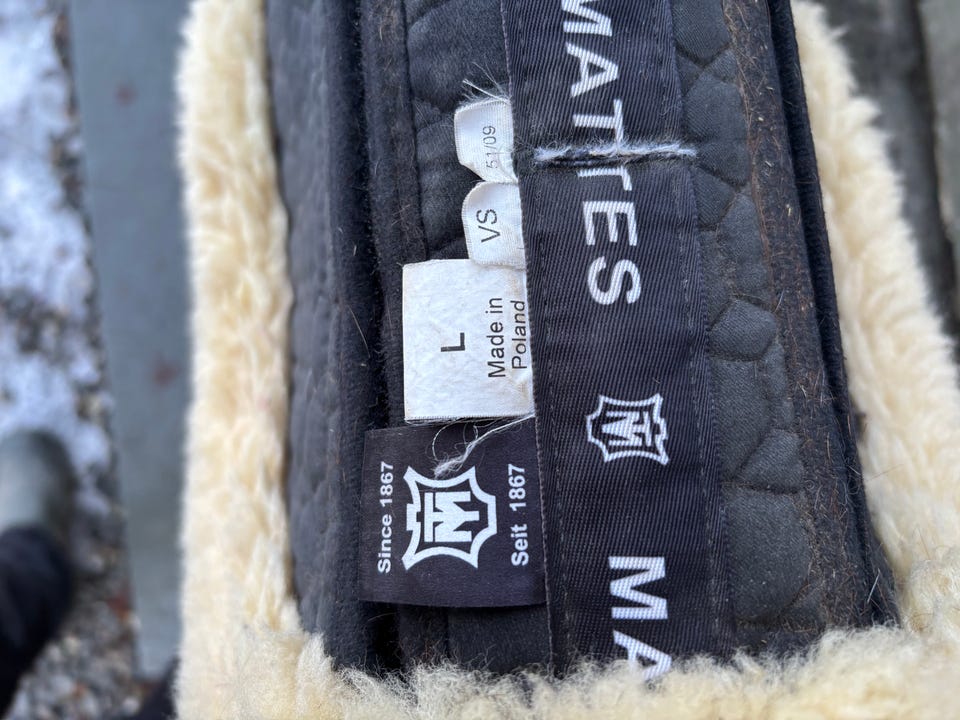 MATTES
MA
51/09
VS
L
Made in
Poland
Since 1867
Seit 1867